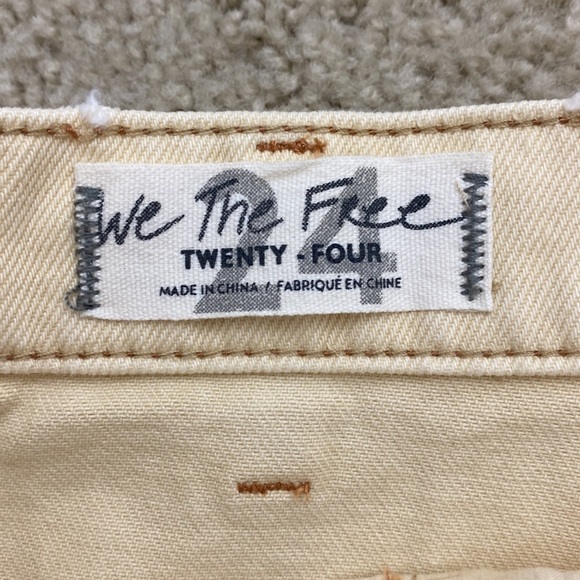 We The Free
24
TWENTY - FOUR
MADE IN CHINA / FABRIQUÉ EN CHINE